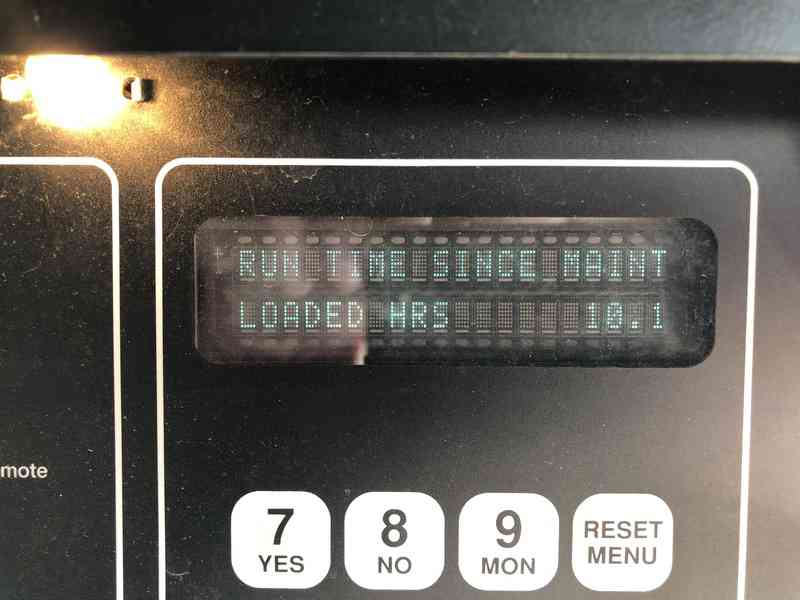 RUN TIME SINCE MAINT
LOADED HRS 10.1
mote
7 YES
8 NO
9 MON
RESET MENU